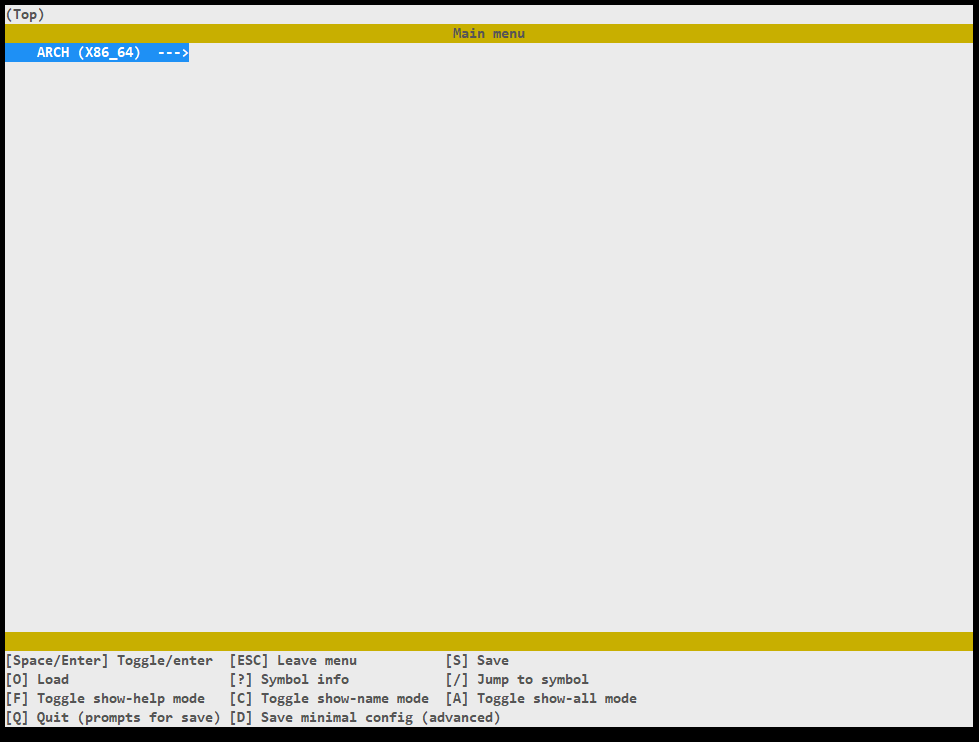 (Top)
Main menu
ARCH (X86_64)  --->
[Space/Enter] Toggle/enter  [ESC] Leave menu           [S] Save
[O] Load                    [?] Symbol info            [/] Jump to symbol
[F] Toggle show-help mode   [C] Toggle show-name mode  [A] Toggle show-all mode
[Q] Quit (prompts for save) [D] Save minimal config (advanced)